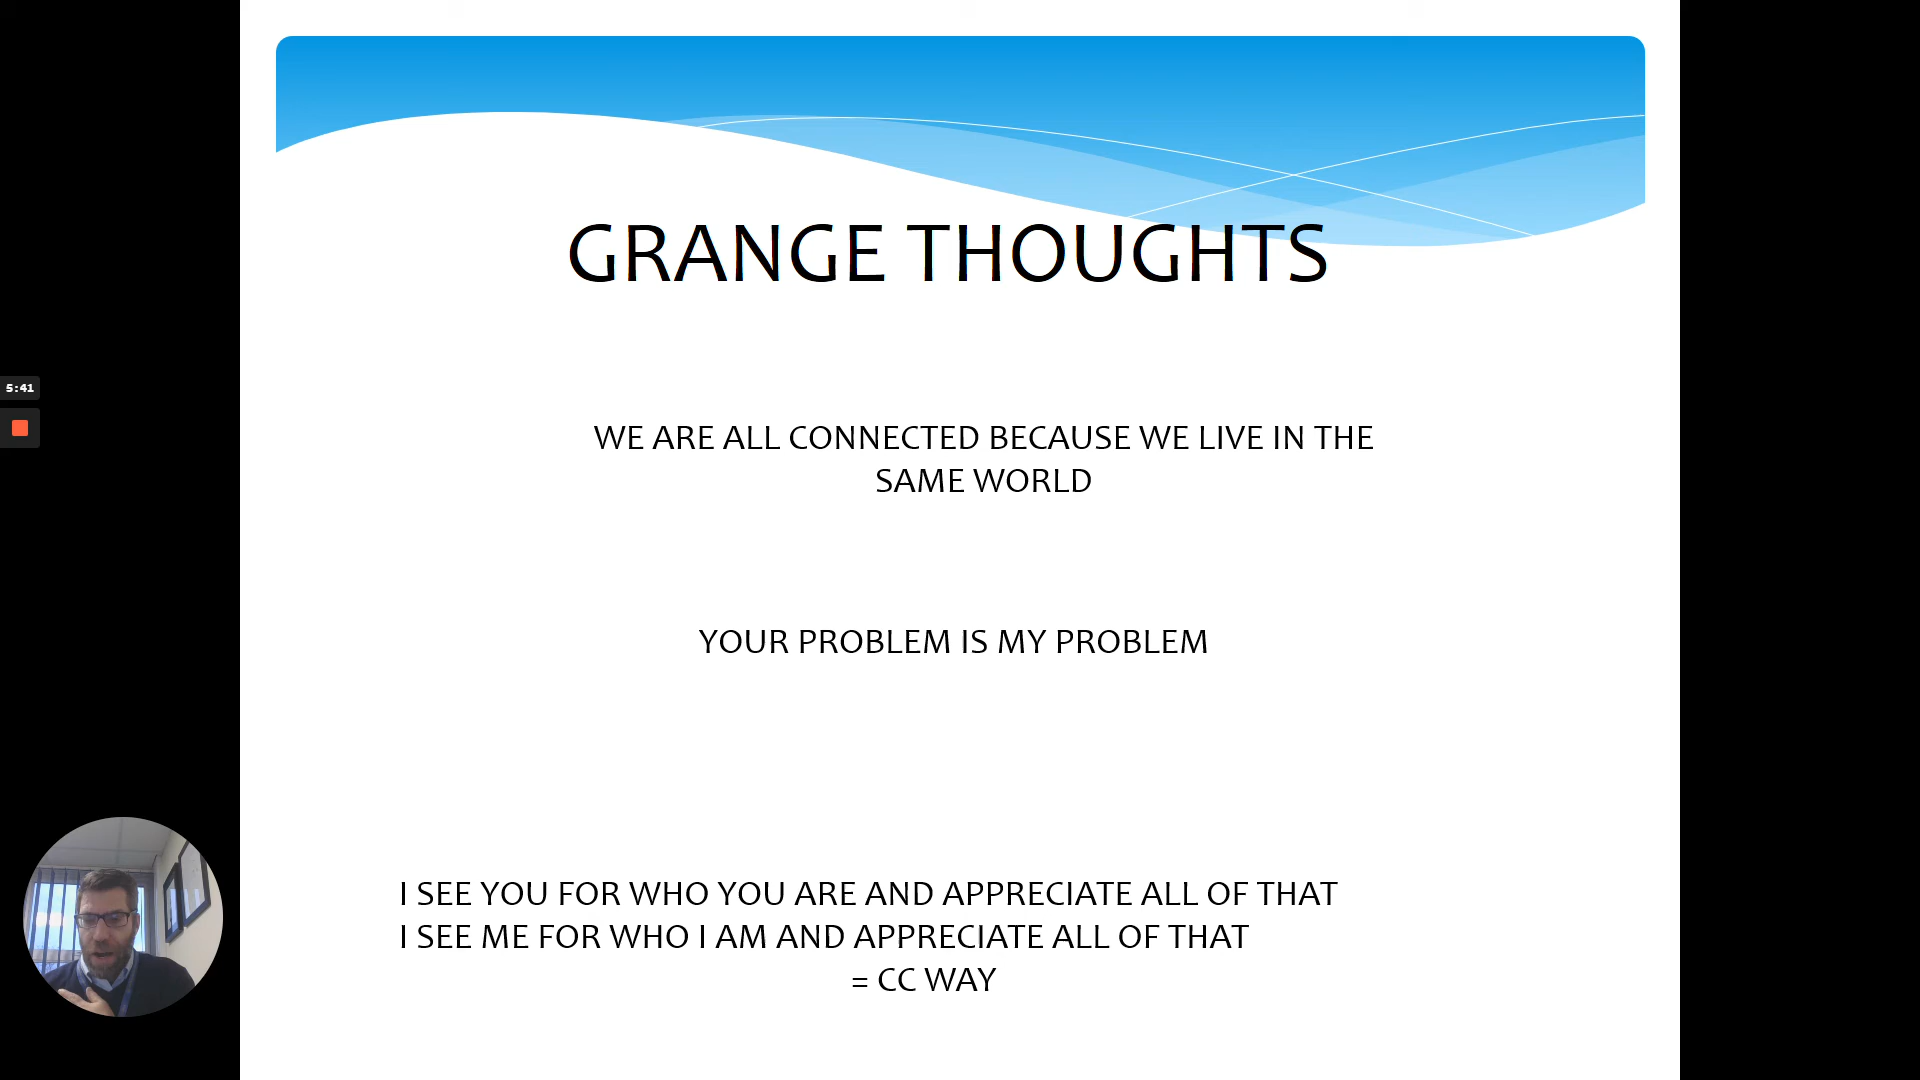 GRANGE THOUGHTS
WE ARE ALL CONNECTED BECAUSE WE LIVE IN THE
SAME WORLD
5:41
YOUR PROBLEM IS MY PROBLEM
I SEE YOU FOR WHO YOU ARE AND APPRECIATE ALL OF THAT
I SEE ME FOR WHO I AM AND APPRECIATE ALL OF THAT
= CC WAY